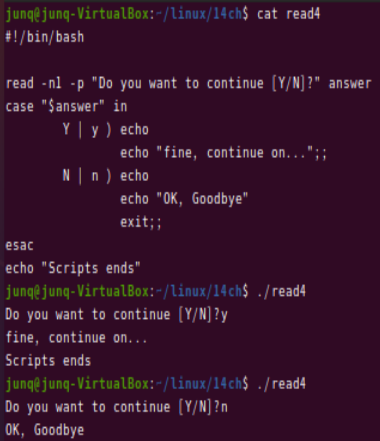 junq@junq-VirtualBox:~/linux/14ch$ cat read4
#!/bin/bash
read -n1 -p "Do you want to continue [Y/N]?" answer
case "$answer" in
Y | y ) echo
echo "fine, continue on...";;
N | n ) echo
echo "OK, Goodbye"
exit;;
esac
echo "Scripts ends"
junq@junq-VirtualBox:~/linux/14ch$ ./read4
Do you want to continue [Y/N]?y
fine, continue on...
Scripts ends
junq@junq-VirtualBox:~/linux/14ch$ ./read4
Do you want to continue [Y/N]?n
OK, Goodbye